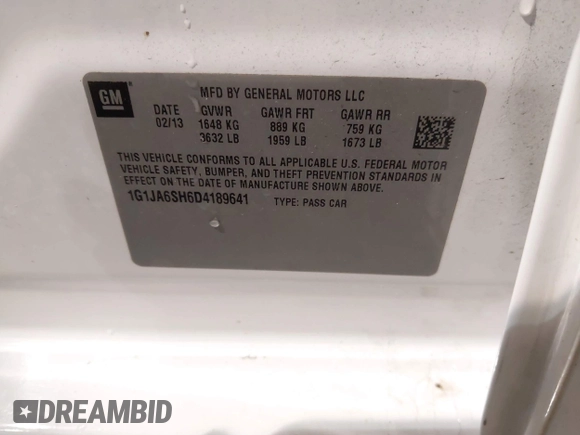 GM
MFD BY GENERAL MOTORS LLC
DATE GVWR GAWR FRT GAWR RR
02/13 1648 KG 889 KG 759 KG
3632 LB 1959 LB 1673 LB
THIS VEHICLE CONFORMS TO ALL APPLICABLE U.S. FEDERAL MOTOR
VEHICLE SAFETY, BUMPER, AND THEFT PREVENTION STANDARDS IN
EFFECT ON THE DATE OF MANUFACTURE SHOWN ABOVE.
1G1JA6SH6D4189641 TYPE: PASS CAR
DREAMBID